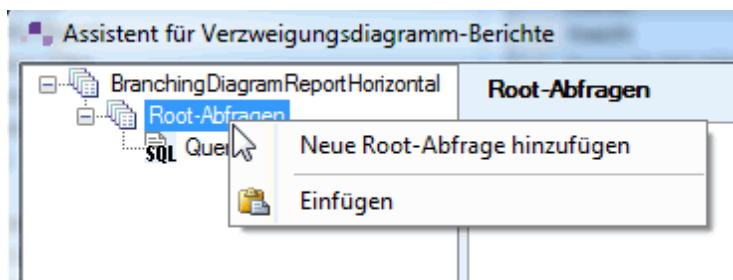 Assistent für Verzweigungsdiagramm-Berichte
BranchingDiagramReportHorizontal
Root-Abfragen
Root-Abfragen
SQL
Neue Root-Abfrage hinzufügen
Einfügen